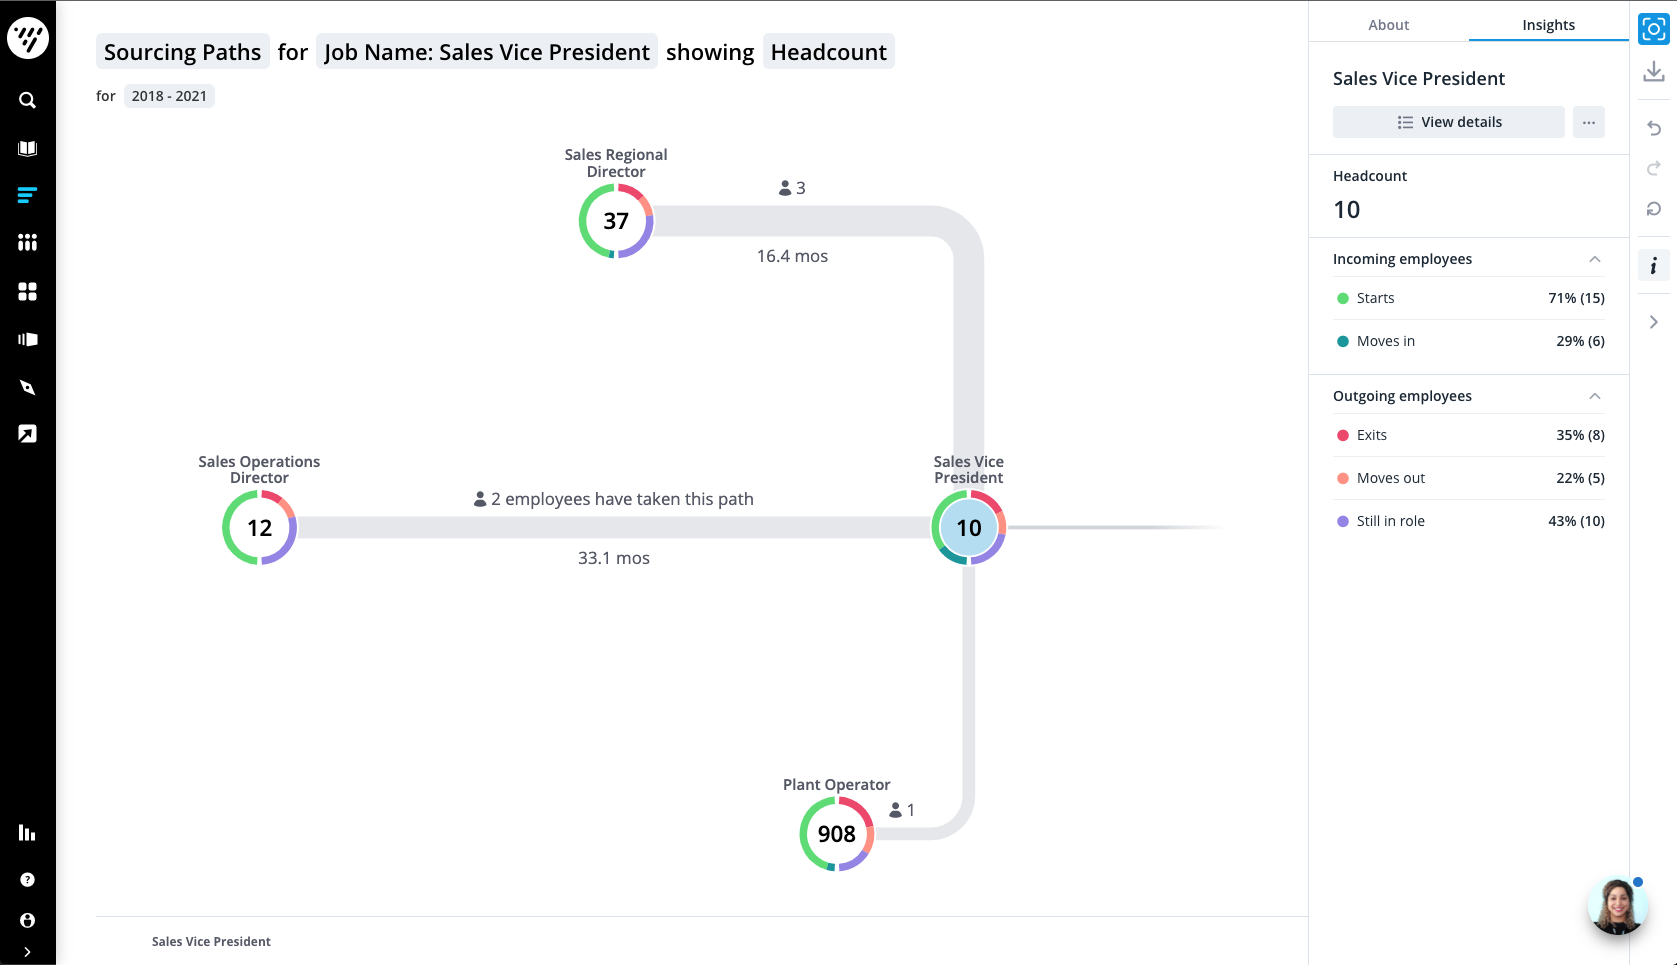 Sourcing Paths for Job Name: Sales Vice President showing Headcount
for 2018 - 2021
Sales Regional
Director
37
3
16.4 mos
Sales Operations
Director
12
2 employees have taken this path
33.1 mos
Sales Vice
President
10
Plant Operator
908
1
Sales Vice President
About
Insights
Sales Vice President
View details
...
Headcount
10
Incoming employees
Starts 71% (15)
Moves in 29% (6)
Outgoing employees
Exits 35% (8)
Moves out 22% (5)
Still in role 43% (10)